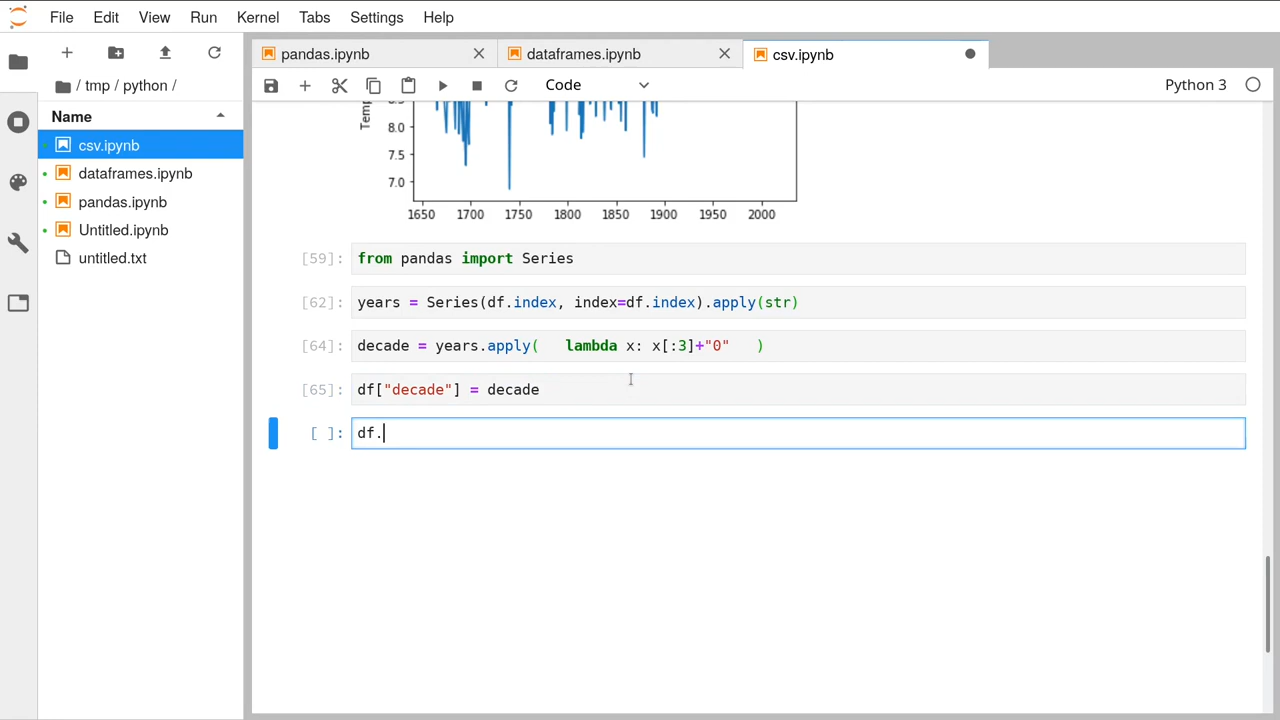 File Edit View Run Kernel Tabs Settings Help
pandas.ipynb
dataframes.ipynb
csv.ipynb
/ tmp / python /
Code
Python 3
Name
csv.ipynb
dataframes.ipynb
pandas.ipynb
Untitled.ipynb
untitled.txt
Temp
8.5
8.0
7.5
7.0
1650 1700 1750 1800 1850 1900 1950 2000
[59]: from pandas import Series
[62]: years = Series(df.index, index=df.index).apply(str)
[64]: decade = years.apply(   lambda x: x[:3]+"0"   )
[65]: df["decade"] = decade
[ ]: df.